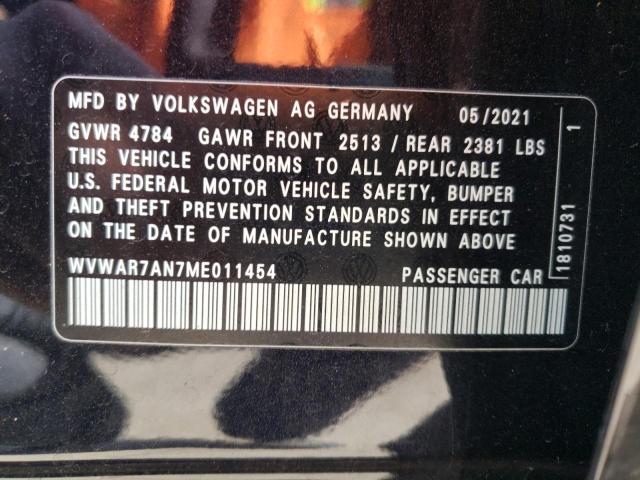 MFD BY VOLKSWAGEN AG GERMANY 05/2021
GVWR 4784 GAWR FRONT 2513 / REAR 2381 LBS
THIS VEHICLE CONFORMS TO ALL APPLICABLE
U.S. FEDERAL MOTOR VEHICLE SAFETY, BUMPER
AND THEFT PREVENTION STANDARDS IN EFFECT
ON THE DATE OF MANUFACTURE SHOWN ABOVE
WVWAR7AN7ME011454 PASSENGER CAR
1810731 1